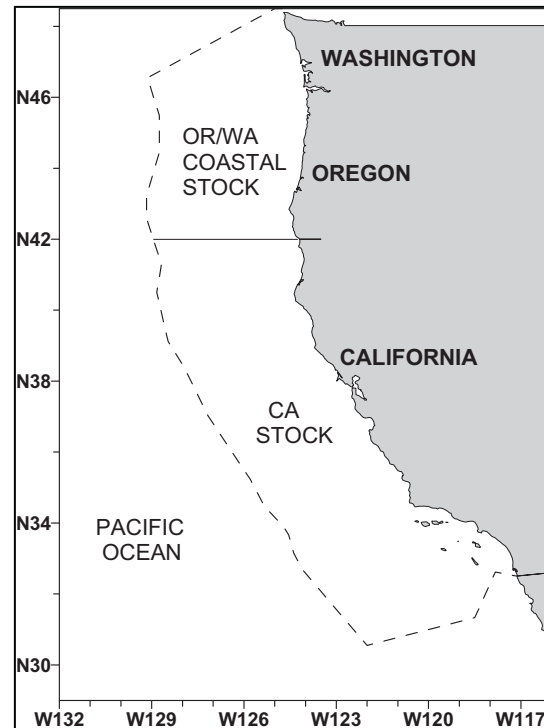 WASHINGTON
N46
OR/WA
COASTAL
STOCK
OREGON
N42
CALIFORNIA
N38
CA
STOCK
N34
PACIFIC
OCEAN
N30
W132 W129 W126 W123 W120 W117